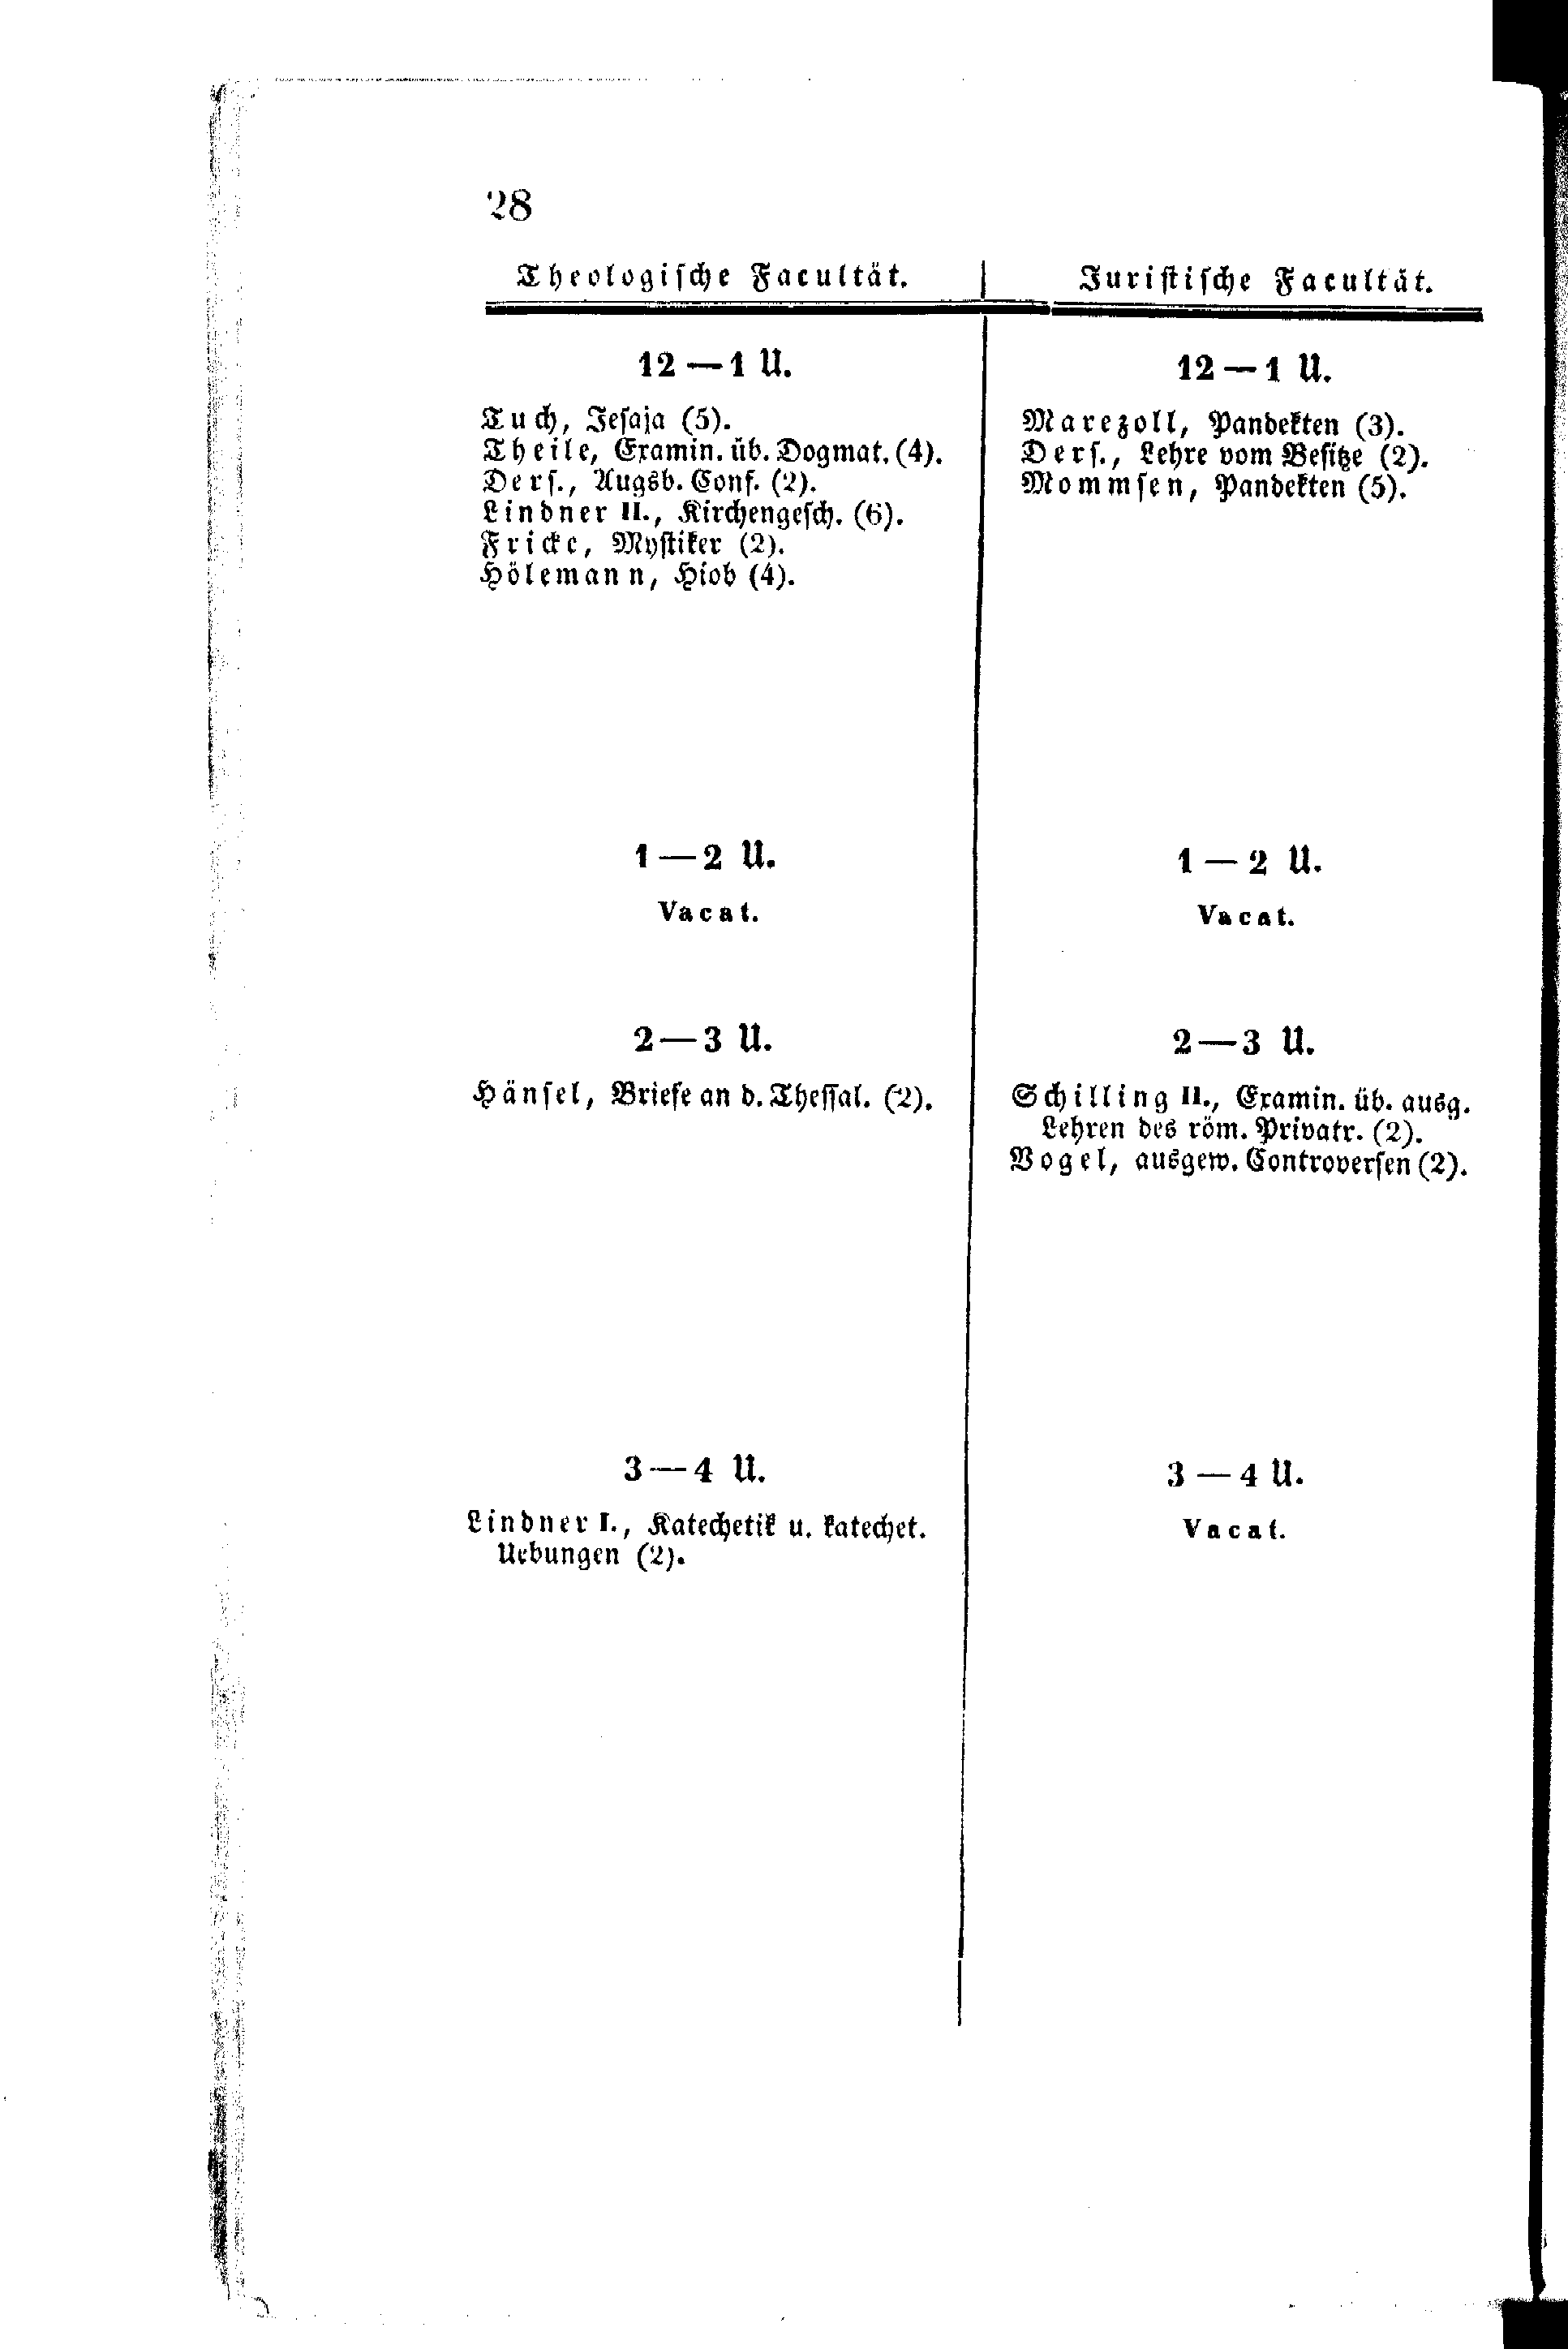 28
Theologische Facultät.
12 — 1 U.
Tuch, Jesaja (5).
Theile, Examin. üb. Dogmat. (4).
Ders., Augsb. Conf. (2).
Lindner II., Kirchengesch. (6).
Fricke, Mystiker (2).
Hölemann, Hiob (4).
1 — 2 U.
Vacat.
2 — 3 U.
Hänsel, Briefe an d. Thessal. (2).
3 — 4 U.
Lindner I., Katechetik u. katechet.
Uebungen (2).
Juristische Facultät.
12 — 1 U.
Marezoll, Pandekten (3).
Ders., Lehre vom Besitze (2).
Mommsen, Pandekten (5).
1 — 2 U.
Vacat.
2 — 3 U.
Schilling II., Examin. üb. ausg.
Lehren des röm. Privatr. (2).
Vogel, ausgew. Controversen (2).
3 — 4 U.
Vacat.